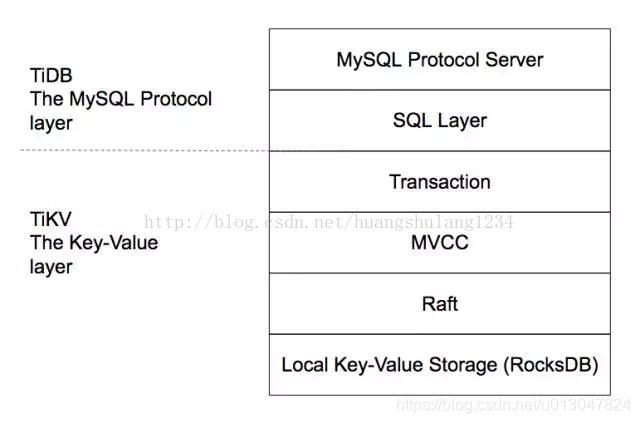 MySQL Protocol Server
TiDB
The MySQL Protocol
layer
SQL Layer
Transaction
TiKV
The Key-Value
layer
http://blog.csdn.net/huangshulang1234
MVCC
Raft
Local Key-Value Storage (RocksDB)
https://blog.csdn.net/u013047824